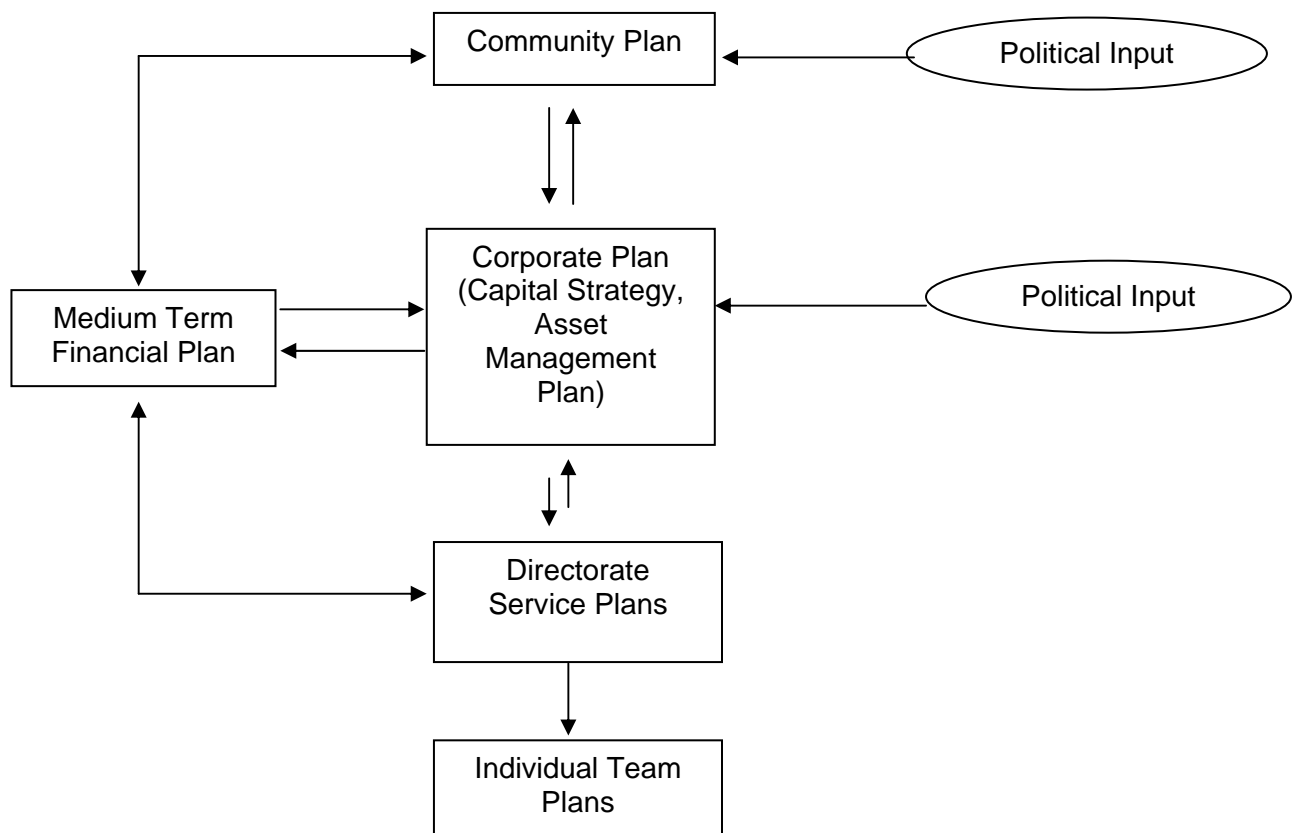 Community Plan
Political Input
Corporate Plan
(Capital Strategy,
Asset
Management
Plan)
Political Input
Medium Term
Financial Plan
Directorate
Service Plans
Individual Team
Plans